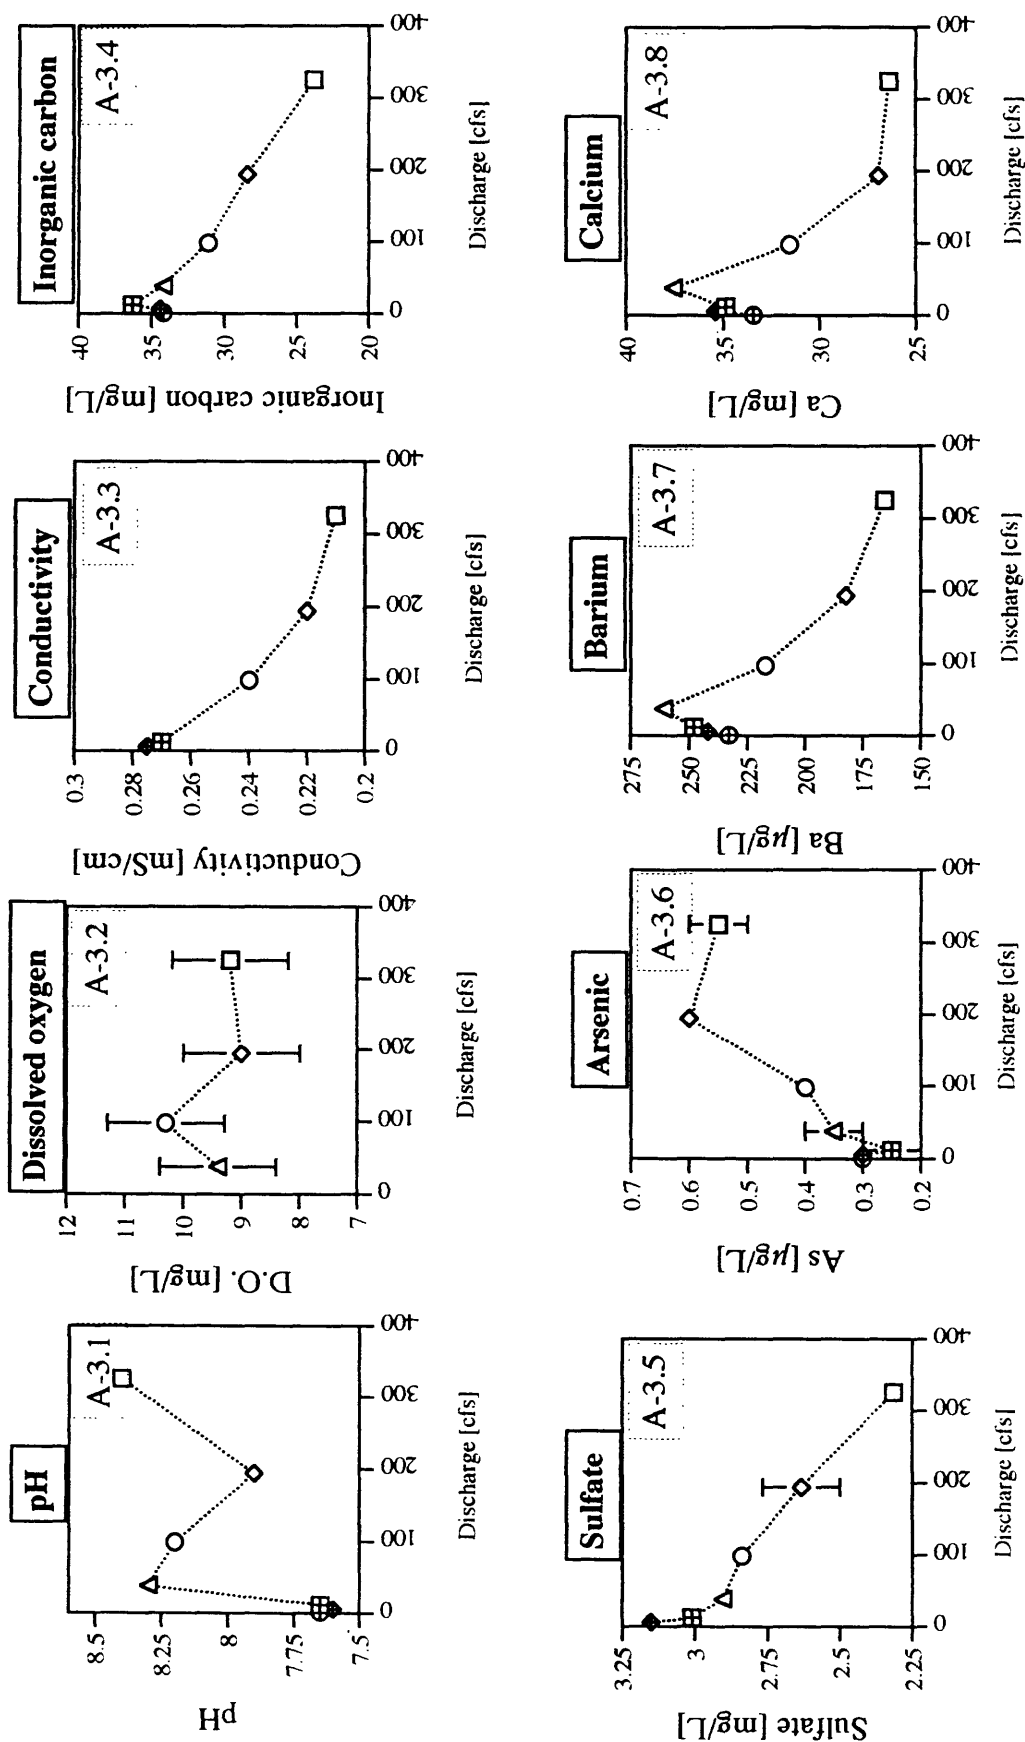 pH
A-3.1
8.5
8.25
8
7.75
7.5
pH
0
100
200
300
400
Discharge [cfs]
Dissolved oxygen
A-3.2
12
11
10
9
8
7
D.O. [mg/L]
0
100
200
300
400
Discharge [cfs]
Conductivity
A-3.3
0.3
0.28
0.26
0.24
0.22
0.2
Conductivity [mS/cm]
0
100
200
300
400
Discharge [cfs]
Inorganic carbon
A-3.4
40
35
30
25
20
Inorganic carbon [mg/L]
0
100
200
300
400
Discharge [cfs]
Sulfate
A-3.5
3.25
3
2.75
2.5
2.25
Sulfate [mg/L]
0
100
200
300
400
Discharge [cfs]
Arsenic
A-3.6
0.7
0.6
0.5
0.4
0.3
0.2
As [µg/L]
0
100
200
300
400
Discharge [cfs]
Barium
A-3.7
275
250
225
200
175
150
Ba [µg/L]
0
100
200
300
400
Discharge [cfs]
Calcium
A-3.8
40
35
30
25
Ca [mg/L]
0
100
200
300
400
Discharge [cfs]